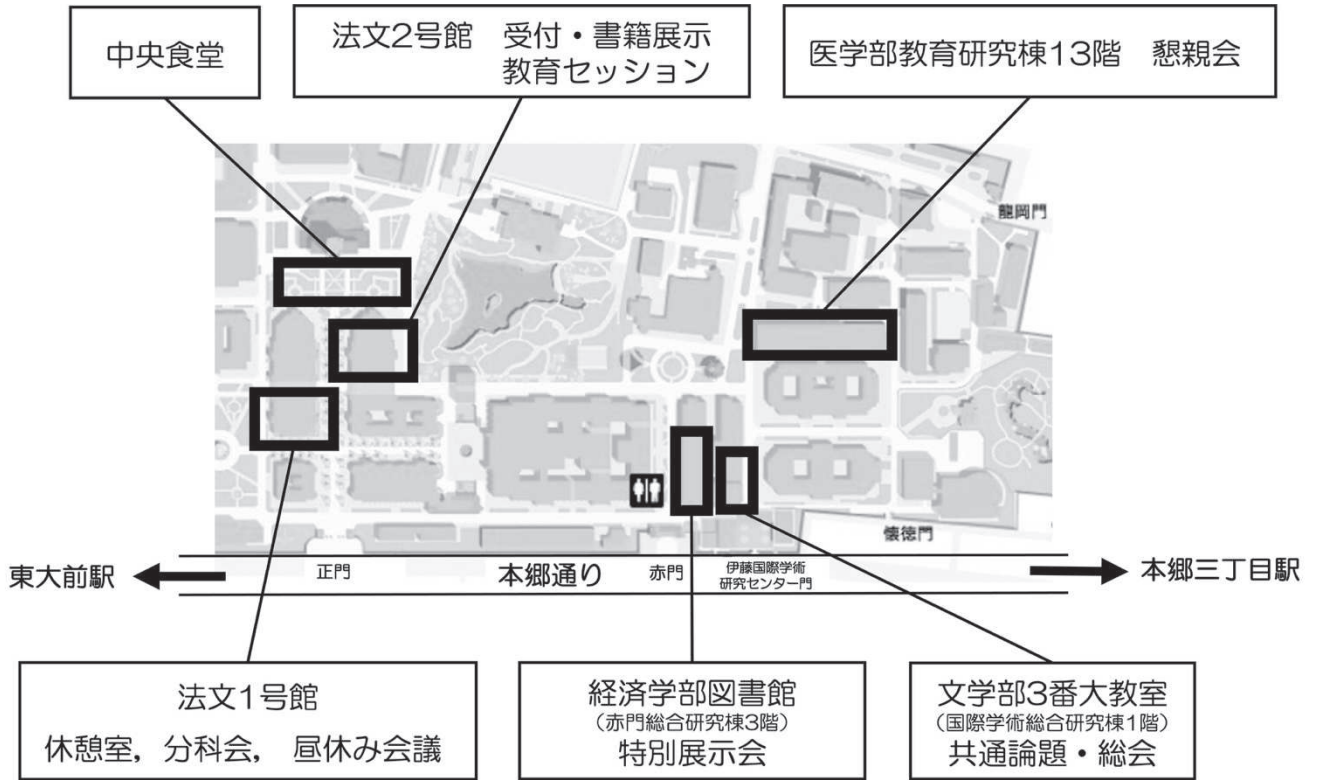 中央食堂
法文2号館　受付・書籍展示
教育セッション
医学部教育研究棟13階　懇親会
龍岡門
懐徳門
東大前駅
正門
本郷通り
赤門
伊藤国際学術
研究センター門
本郷三丁目駅
法文1号館
休憩室，分科会，　昼休み会議
経済学部図書館
（赤門総合研究棟3階）
特別展示会
文学部3番大教室
（国際学術総合研究棟1階）
共通論題・総会